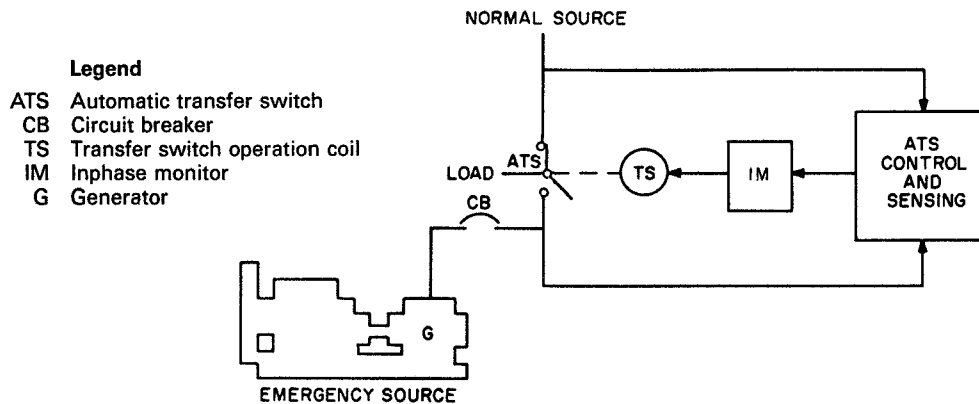 NORMAL SOURCE
Legend
ATS Automatic transfer switch
CB Circuit breaker
TS Transfer switch operation coil
IM Inphase monitor
G Generator
LOAD
ATS
TS
IM
ATS
CONTROL
AND
SENSING
CB
G
EMERGENCY SOURCE